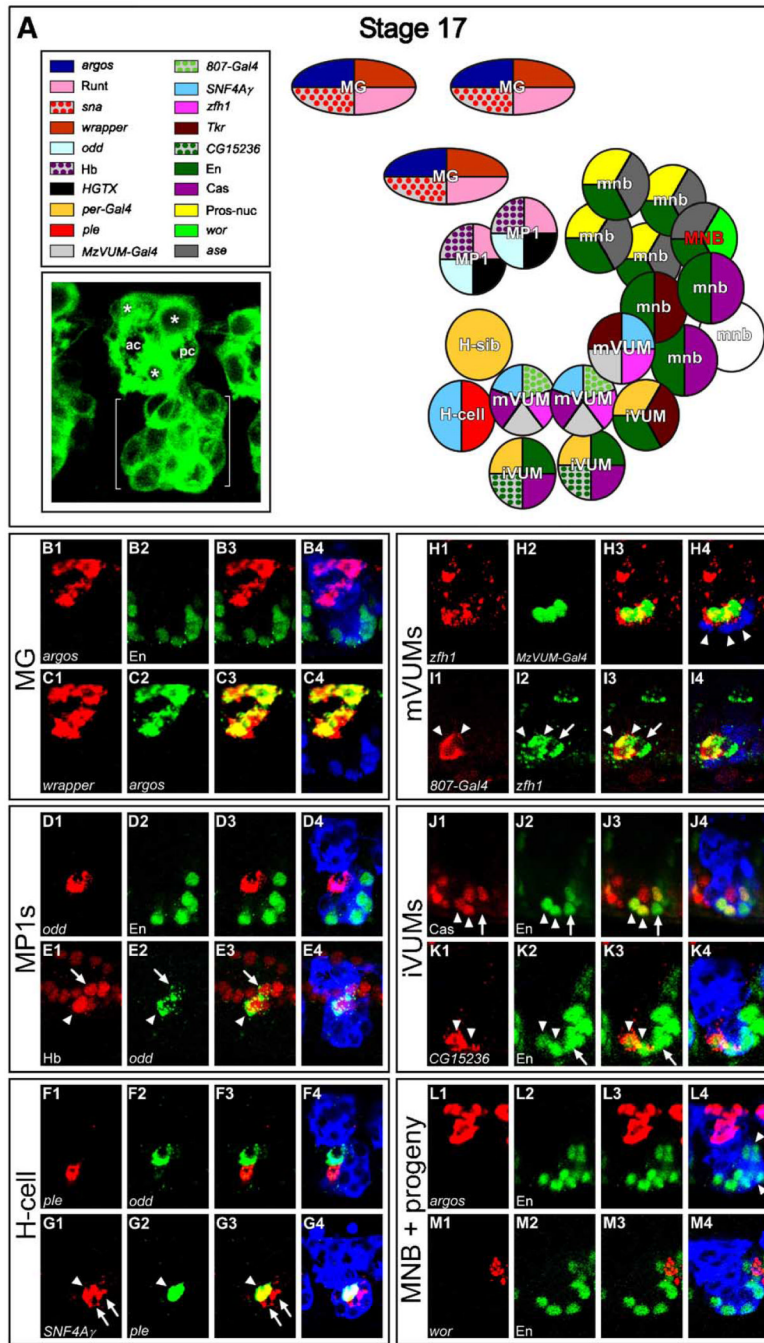 A Stage 17
argos 807-Gal4
Runt SNF4Aγ
sna zfh1
wrapper Tkr
odd CG15236
Hb En
HGTX Cas
per-Gal4 Pros-nuc
ple wor
MzVUM-Gal4 ase
MG MG
MG
MP1
MP1
mnb
mnb
mnb
mnb
MNB
mnb
mnb
mnb
mnb
mVUM
H-sib
H-cell
mVUM
mVUM
iVUM
iVUM
iVUM
*
*
ac pc
*
MG
B1 B2 B3 B4
argos En
C1 C2 C3 C4
wrapper argos
mVUMs
H1 H2 H3 H4
zfh1 MzVUM-Gal4
I1 I2 I3 I4
807-Gal4 zfh1
MP1s
D1 D2 D3 D4
odd En
E1 E2 E3 E4
Hb odd
iVUMs
J1 J2 J3 J4
Cas En
K1 K2 K3 K4
CG15236 En
H-cell
F1 F2 F3 F4
ple odd
G1 G2 G3 G4
SNF4Aγ ple
MNB + progeny
L1 L2 L3 L4
argos En
M1 M2 M3 M4
wor En